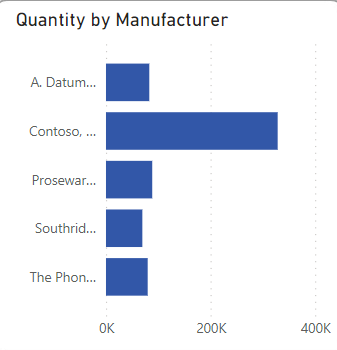 Quantity by Manufacturer
A. Datum...
Contoso, ...
Prosewar...
Southrid...
The Phon...
0K 200K 400K